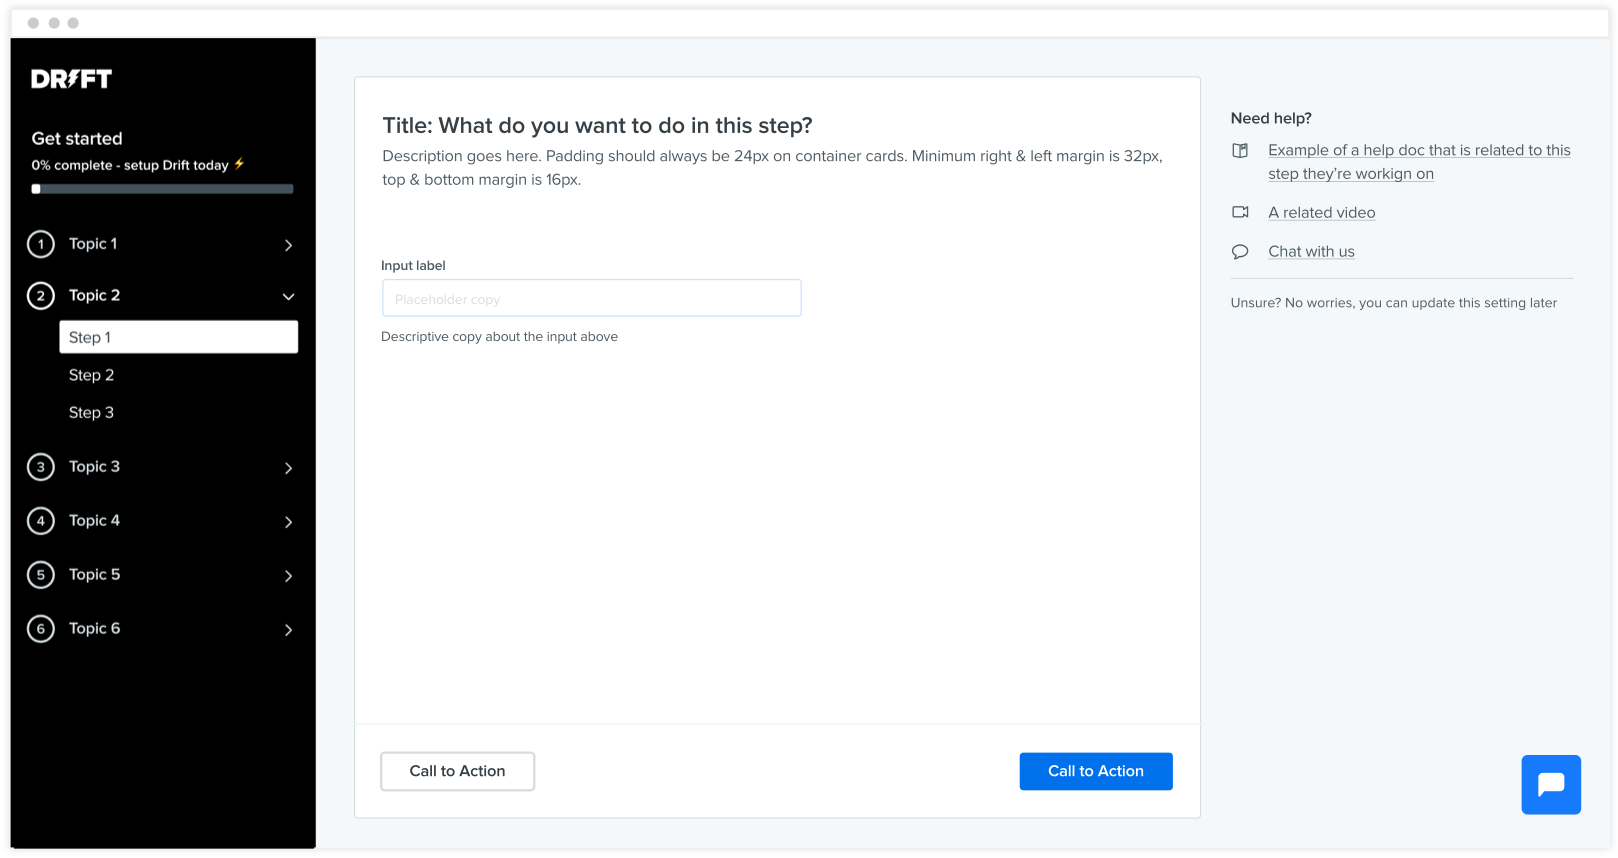 DRIFT
Get started
0% complete - setup Drift today ⚡
1 Topic 1
2 Topic 2
Step 1
Step 2
Step 3
3 Topic 3
4 Topic 4
5 Topic 5
6 Topic 6
Title: What do you want to do in this step?
Description goes here. Padding should always be 24px on container cards. Minimum right & left margin is 32px,
top & bottom margin is 16px.
Input label
Placeholder copy
Descriptive copy about the input above
Call to Action
Call to Action
Need help?
Example of a help doc that is related to this
step they’re workign on
A related video
Chat with us
Unsure? No worries, you can update this setting later